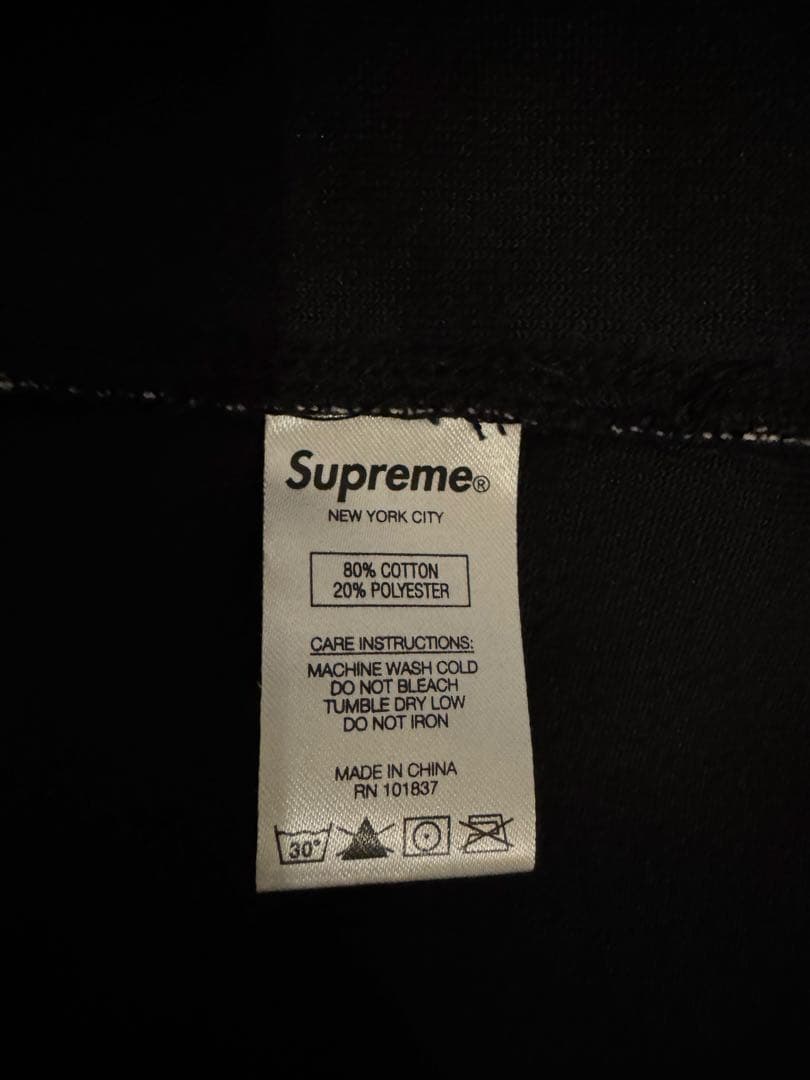 Supreme®
NEW YORK CITY
80% COTTON
20% POLYESTER
CARE INSTRUCTIONS:
MACHINE WASH COLD
DO NOT BLEACH
TUMBLE DRY LOW
DO NOT IRON
MADE IN CHINA
RN 101837
30°